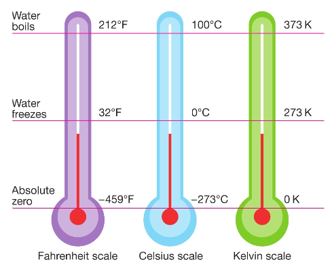 Water
boils
212°F
100°C
373 K
Water
freezes
32°F
0°C
273 K
Absolute
zero
–459°F
–273°C
0 K
Fahrenheit scale
Celsius scale
Kelvin scale